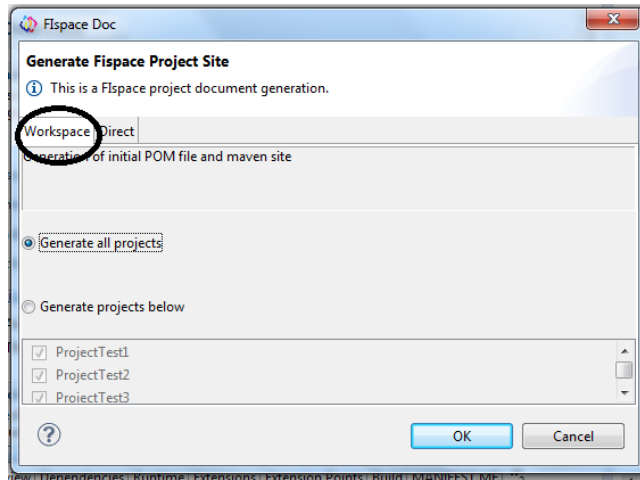 FIspace Doc
Generate Fispace Project Site
This is a FIspace project document generation.
Workspace Direct
Generation of initial POM file and maven site
Generate all projects
Generate projects below
ProjectTest1
ProjectTest2
ProjectTest3
OK Cancel
Dependencies Runtime Extensions Extension Points Build MANIFEST.MF